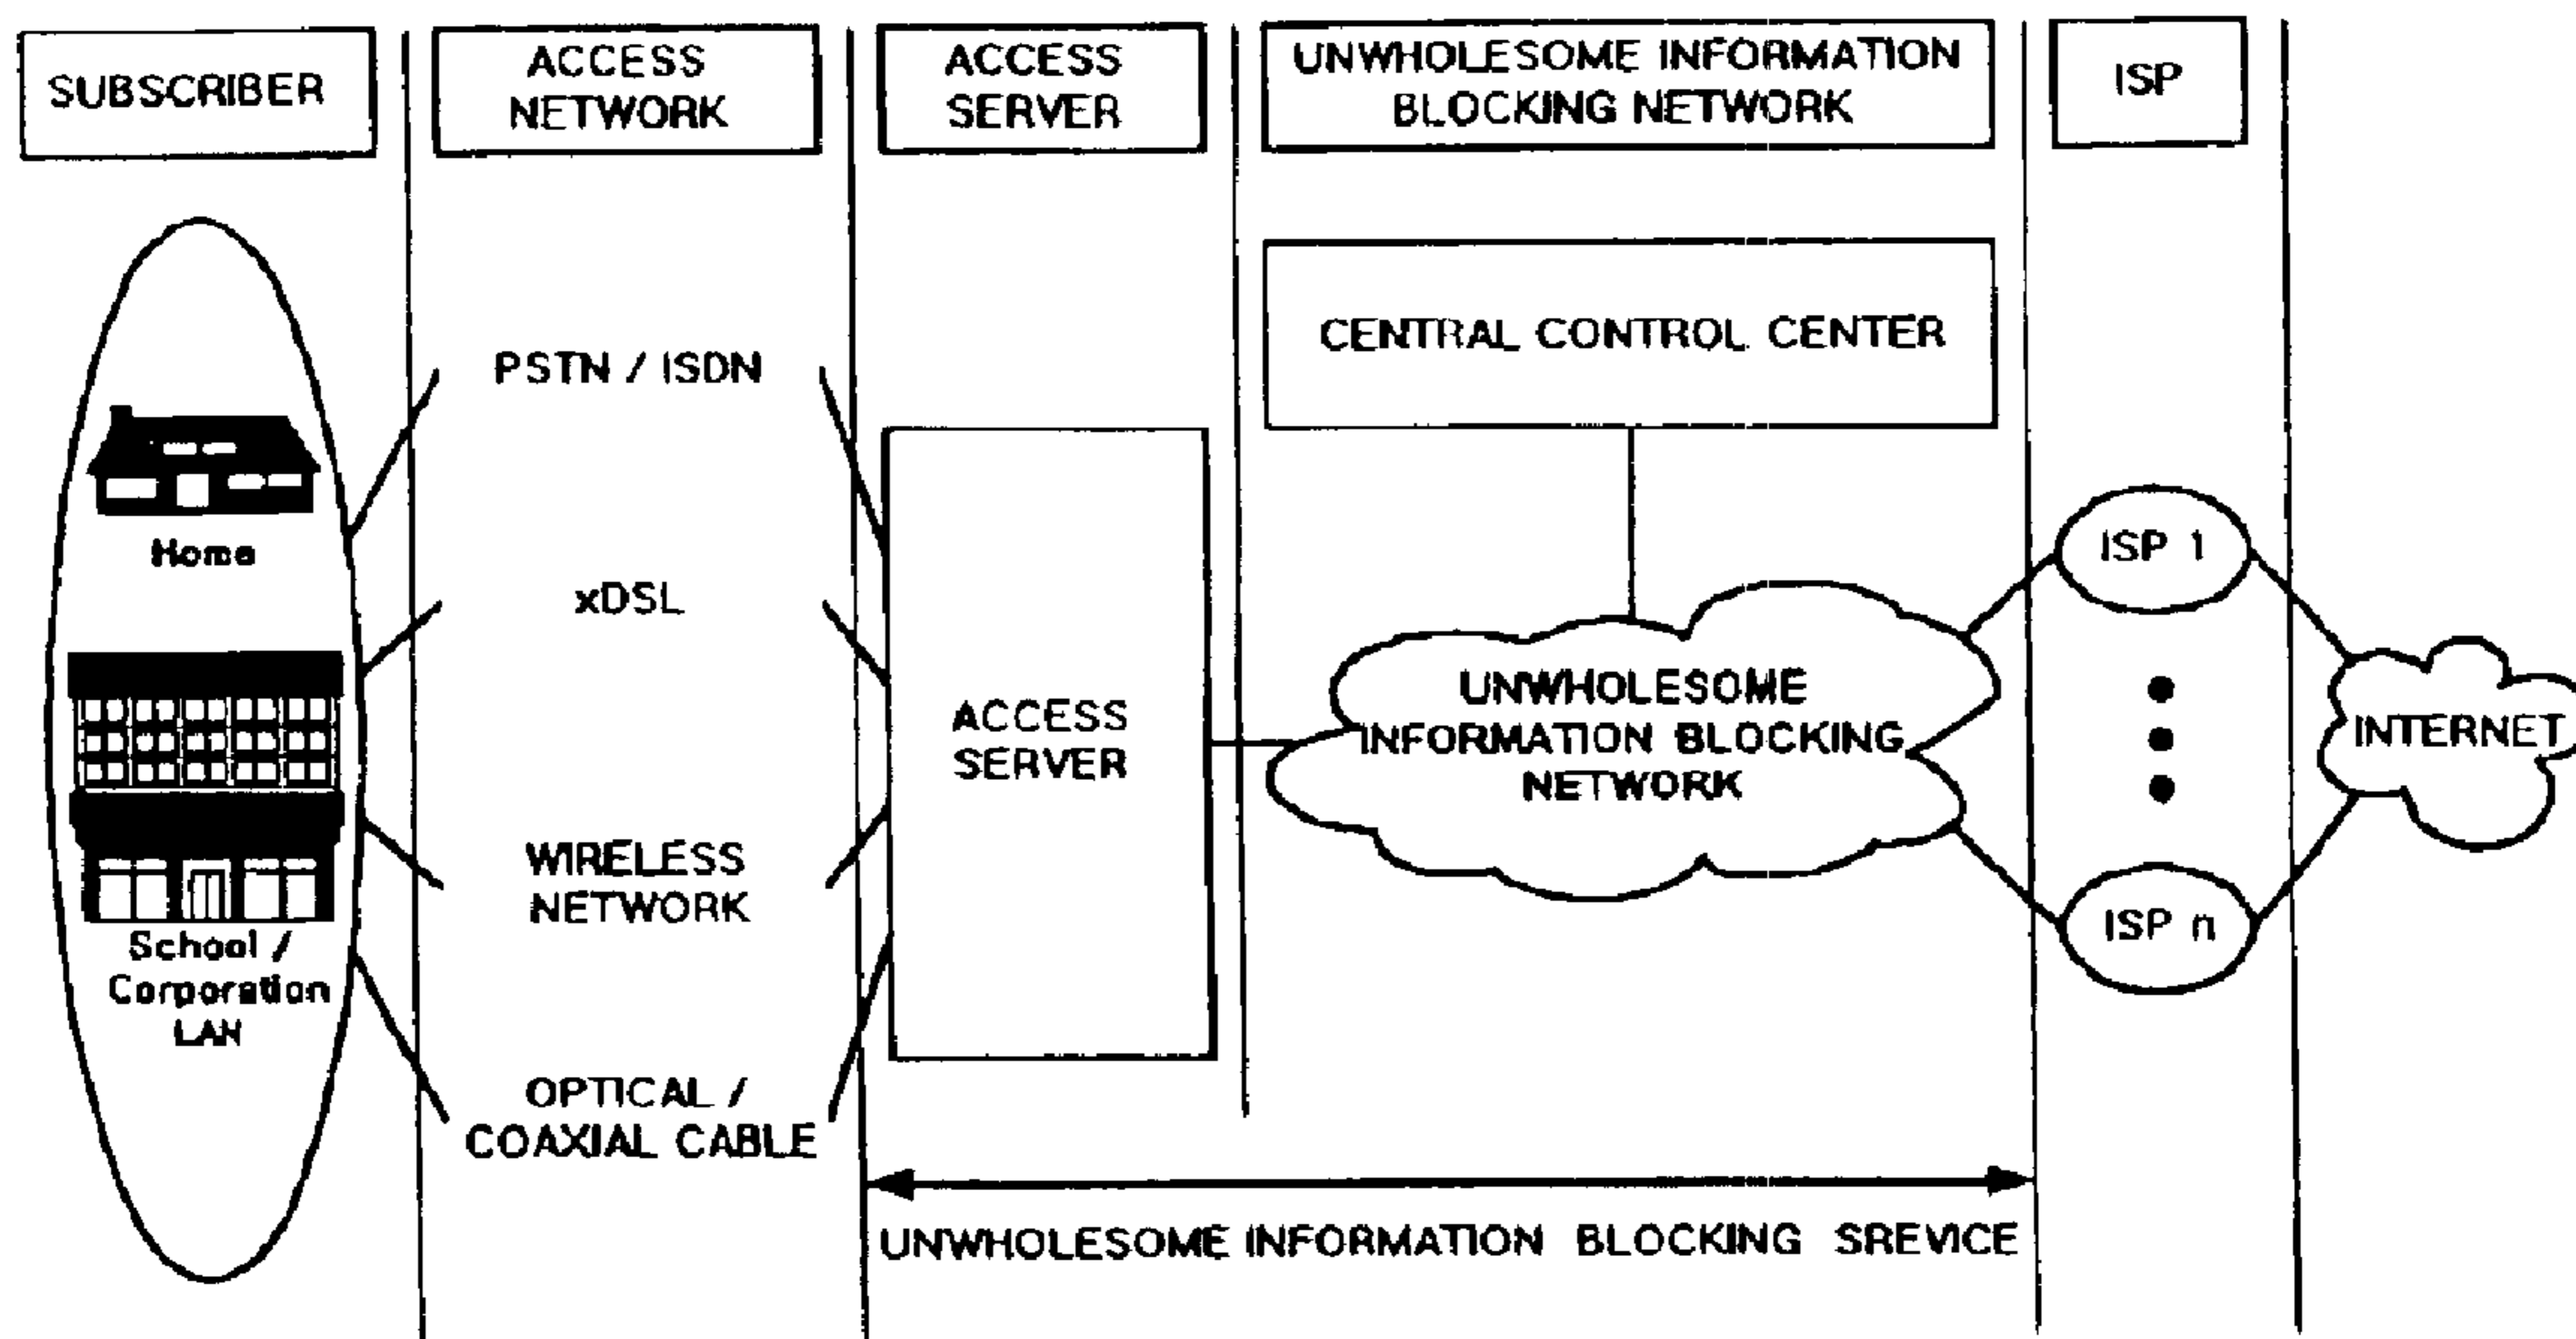 SUBSCRIBER
ACCESS
NETWORK
ACCESS
SERVER
UNWHOLESOME INFORMATION
BLOCKING NETWORK
ISP
CENTRAL CONTROL CENTER
PSTN / ISDN
Home
xDSL
ACCESS
SERVER
UNWHOLESOME
INFORMATION BLOCKING
NETWORK
ISP 1
INTERNET
WIRELESS
NETWORK
ISP n
School /
Corporation
LAN
OPTICAL /
COAXIAL CABLE
UNWHOLESOME INFORMATION BLOCKING SREVICE